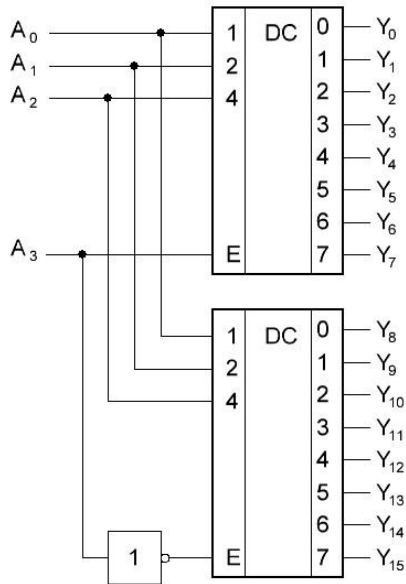 A₀ 1 DC 0 Y₀
A₁ 2 1 Y₁
A₂ 4 2 Y₂
3 Y₃
4 Y₄
5 Y₅
6 Y₆
A₃ E 7 Y₇
1 DC 0 Y₈
2 1 Y₉
4 2 Y₁₀
3 Y₁₁
4 Y₁₂
5 Y₁₃
6 Y₁₄
1 E 7 Y₁₅